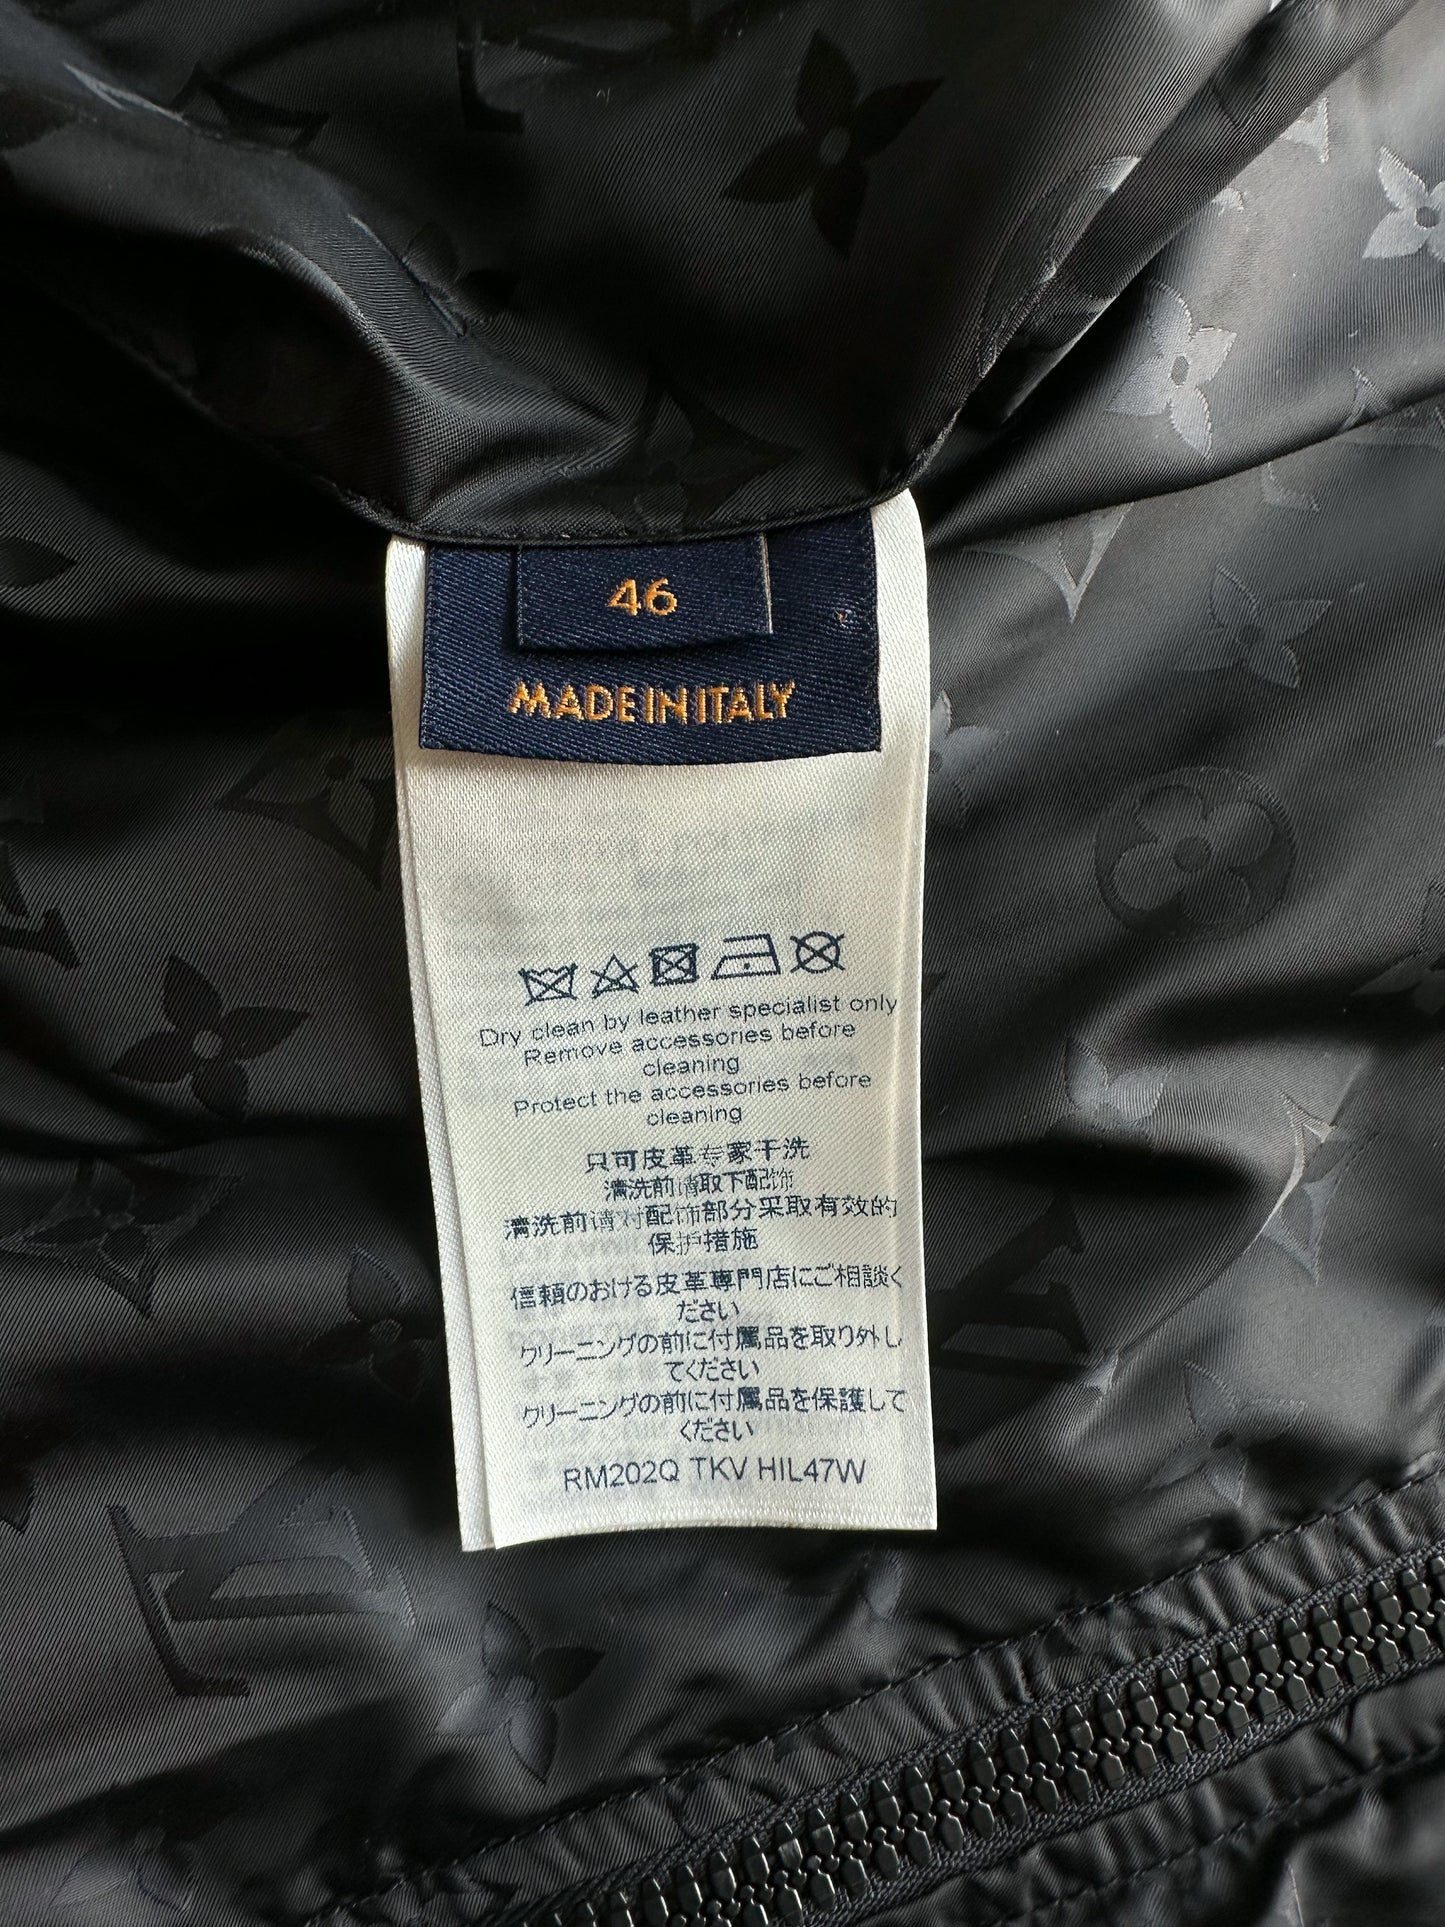 46
MADE IN ITALY
Dry clean by leather specialist only
Remove accessories before
cleaning
Protect the accessories before
cleaning
只可皮革专家干洗
清洗前请取下配饰
清洗前请对配饰部分采取有效的
保护措施
信頼のおける皮革専門店にご相談く
ださい
クリーニングの前に付属品を取り外し
てください
クリーニングの前に付属品を保護して
ください
RM202Q TKV HIL47W